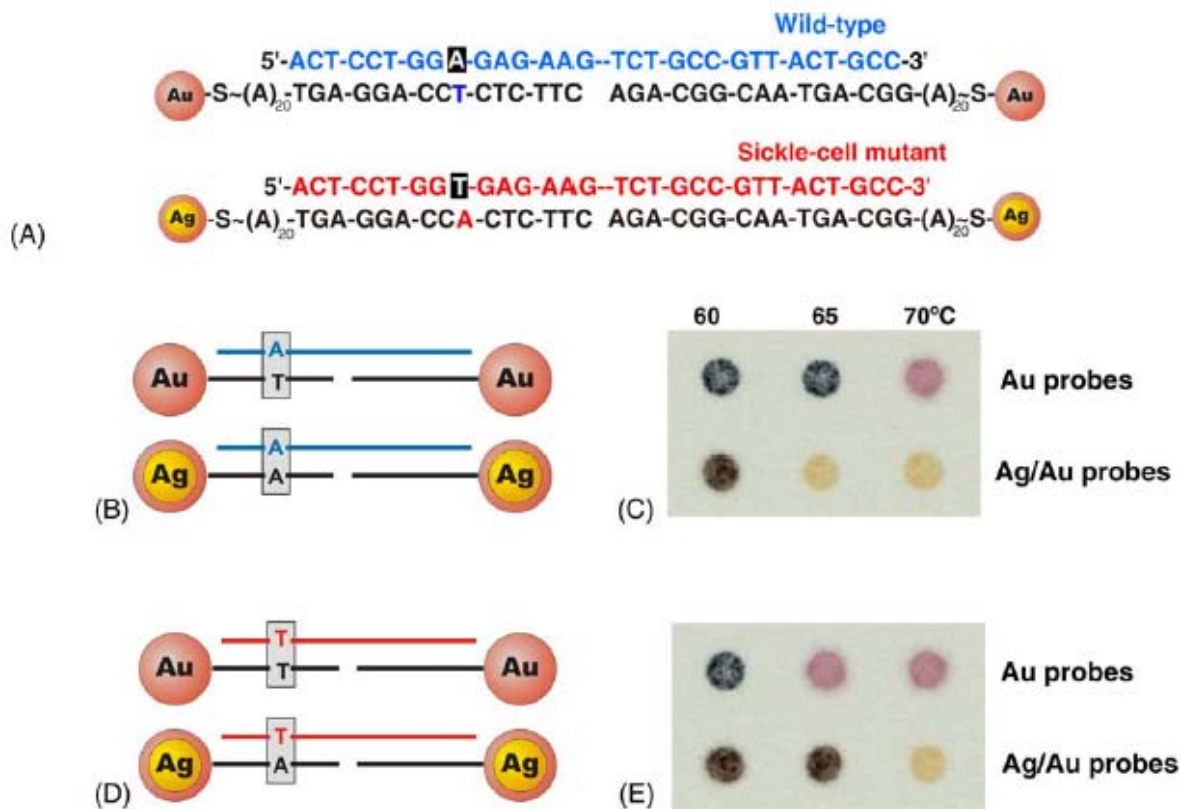 Wild-type
5'-ACT-CCT-GGA-GAG-AAG--TCT-GCC-GTT-ACT-GCC-3'
Au-S~(A)20-TGA-GGA-CCT-CTC-TTC AGA-CGG-CAA-TGA-CGG-(A)20~S-Au
Sickle-cell mutant
5'-ACT-CCT-GGT-GAG-AAG--TCT-GCC-GTT-ACT-GCC-3'
Ag-S~(A)20-TGA-GGA-CCA-CTC-TTC AGA-CGG-CAA-TGA-CGG-(A)20~S-Ag
(A)
A
Au T Au
A
Ag A Ag
(B)
60 65 70°C
Au probes
Ag/Au probes
(C)
T
Au T Au
T
Ag A Ag
(D)
Au probes
Ag/Au probes
(E)